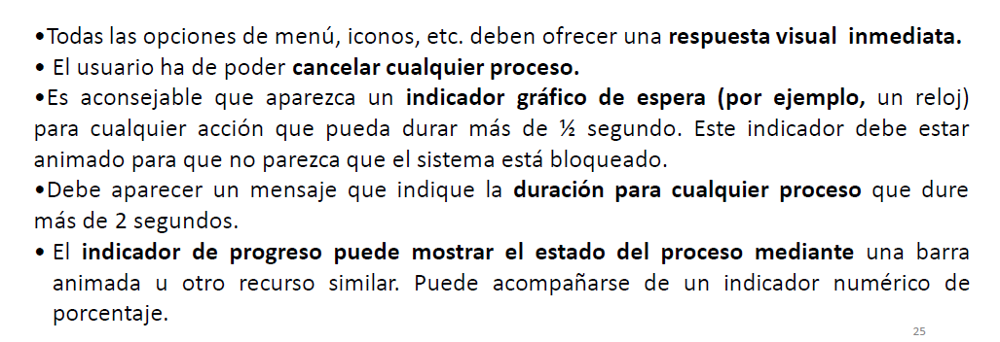 •Todas las opciones de menú, iconos, etc. deben ofrecer una respuesta visual inmediata.
• El usuario ha de poder cancelar cualquier proceso.
•Es aconsejable que aparezca un indicador gráfico de espera (por ejemplo, un reloj)
para cualquier acción que pueda durar más de ½ segundo. Este indicador debe estar
animado para que no parezca que el sistema está bloqueado.
•Debe aparecer un mensaje que indique la duración para cualquier proceso que dure
más de 2 segundos.
• El indicador de progreso puede mostrar el estado del proceso mediante una barra
animada u otro recurso similar. Puede acompañarse de un indicador numérico de
porcentaje.
25